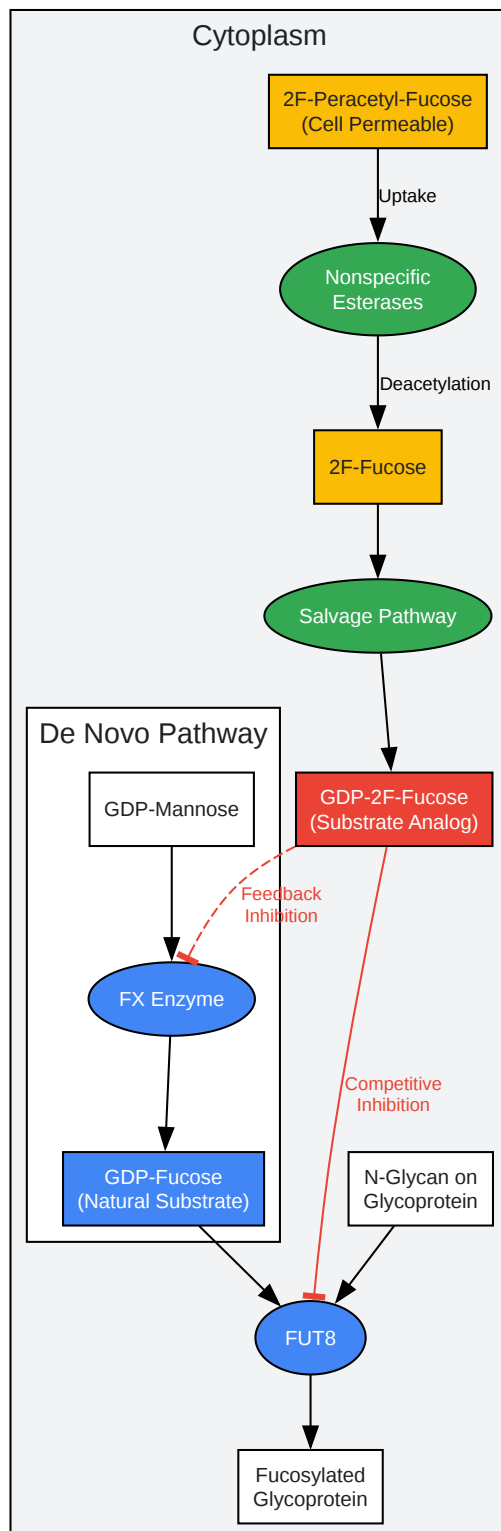 Cytoplasm
2F-Peracetyl-Fucose
(Cell Permeable)
Uptake
Nonspecific
Esterases
Deacetylation
2F-Fucose
Salvage Pathway
De Novo Pathway
GDP-Mannose
GDP-2F-Fucose
(Substrate Analog)
Feedback
Inhibition
FX Enzyme
Competitive
Inhibition
GDP-Fucose
(Natural Substrate)
N-Glycan on
Glycoprotein
FUT8
Fucosylated
Glycoprotein